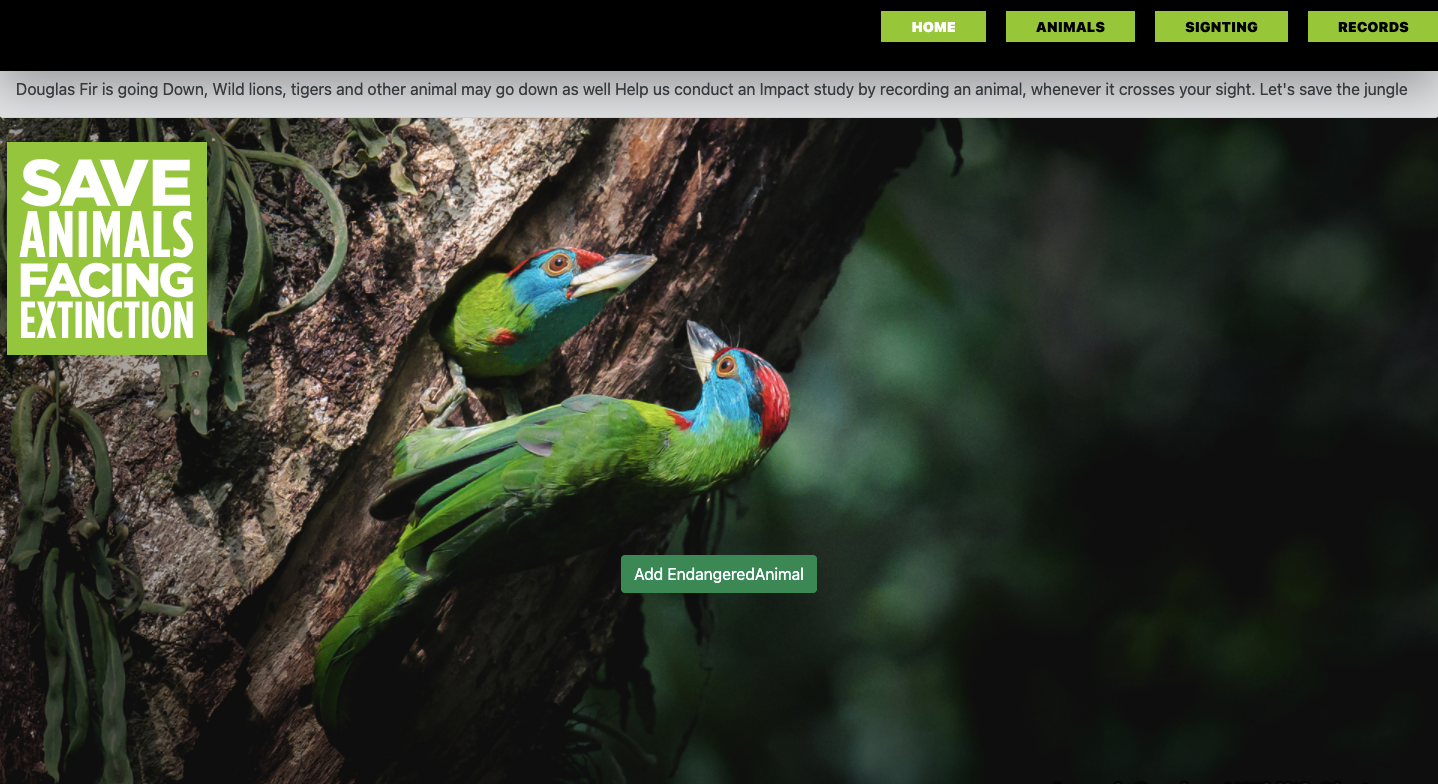 HOME ANIMALS SIGNTING RECORDS
Douglas Fir is going Down, Wild lions, tigers and other animal may go down as well Help us conduct an Impact study by recording an animal, whenever it crosses your sight. Let's save the jungle
SAVE
ANIMALS
FACING
EXTINCTION
Add EndangeredAnimal